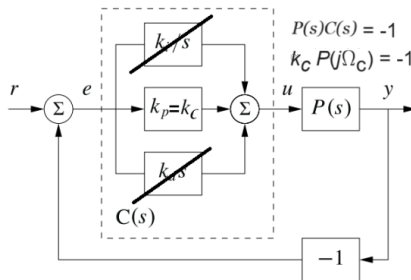 P(s)C(s) = -1
k_C P(jΩ_C) = -1
k_i/s
r
Σ
e
k_p=k_C
Σ
u
P(s)
y
k_d s
C(s)
−1